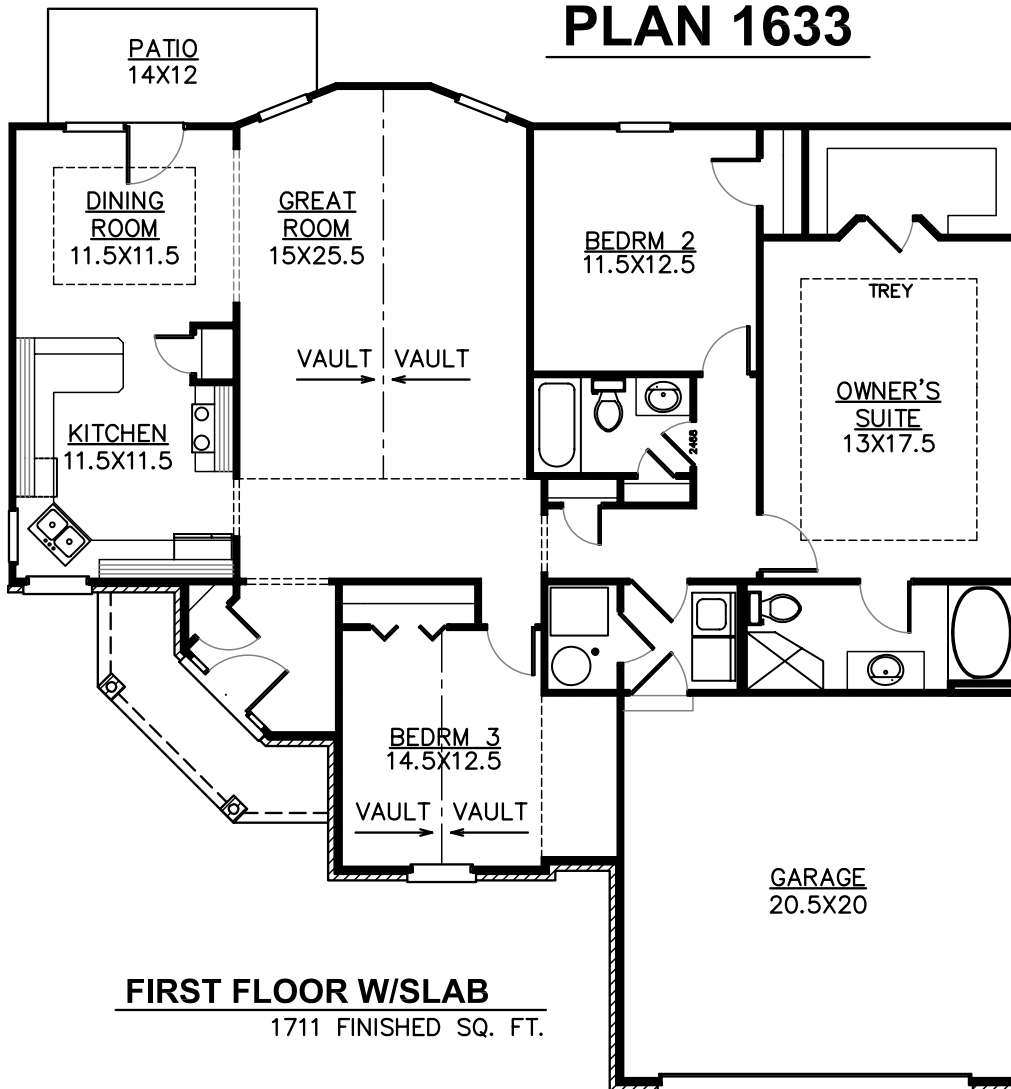 PLAN 1633
PATIO
14X12
DINING
ROOM
11.5X11.5
GREAT
ROOM
15X25.5
BEDRM 2
11.5X12.5
TREY
VAULT
VAULT
OWNER'S
SUITE
13X17.5
KITCHEN
11.5X11.5
2468
BEDRM 3
14.5X12.5
VAULT
VAULT
GARAGE
20.5X20
FIRST FLOOR W/SLAB
1711 FINISHED SQ. FT.